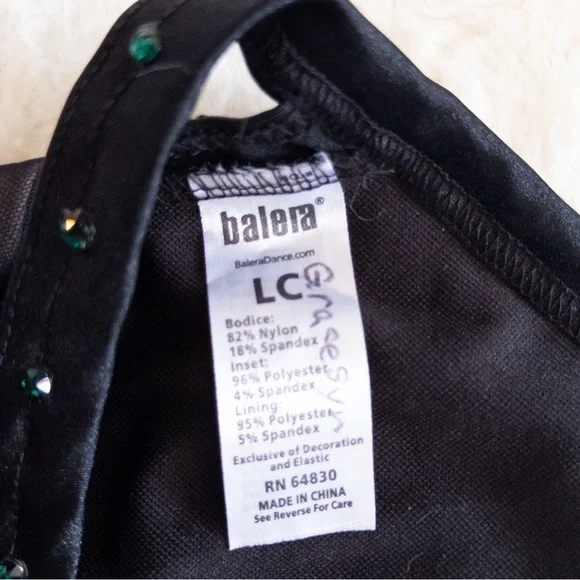 balera®
BaleraDance.com
LC
Bodice:
82% Nylon
18% Spandex
Inset:
96% Polyester
4% Spandex
Lining:
95% Polyester
5% Spandex
Exclusive of Decoration
and Elastic
RN 64830
MADE IN CHINA
See Reverse For Care